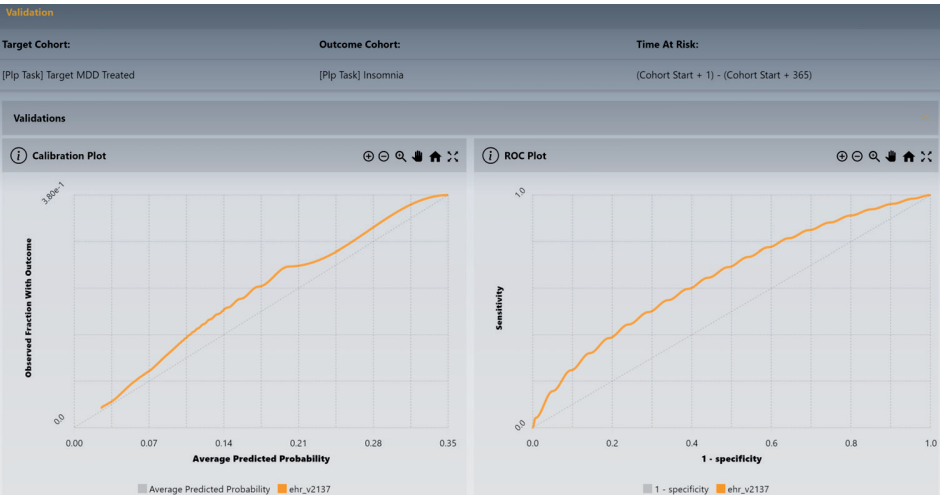 Validation
Target Cohort: Outcome Cohort: Time At Risk:
[Plp Task] Target MDD Treated [Plp Task] Insomnia (Cohort Start + 1) - (Cohort Start + 365)
Validations
Calibration Plot
3.80e-1
Observed Fraction With Outcome
0.0
0.00 0.07 0.14 0.21 0.28 0.35
Average Predicted Probability
Average Predicted Probability ehr_v2137
ROC Plot
1.0
Sensitivity
0.0
0.0 0.2 0.4 0.6 0.8 1.0
1 - specificity
1 - specificity ehr_v2137